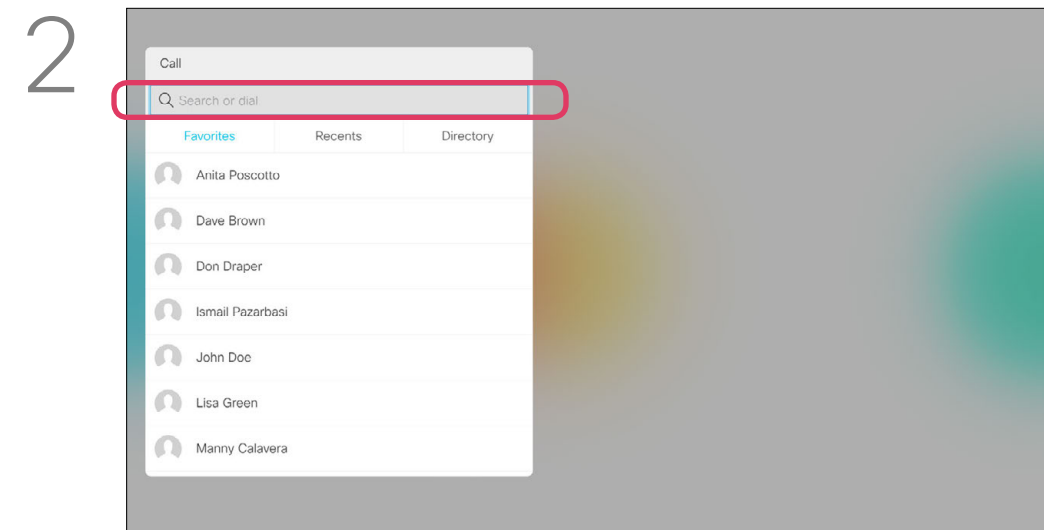 2
Call
Search or dial
Favorites Recents Directory
Anita Poscotto
Dave Brown
Don Draper
Ismail Pazarbasi
John Doe
Lisa Green
Manny Calavera